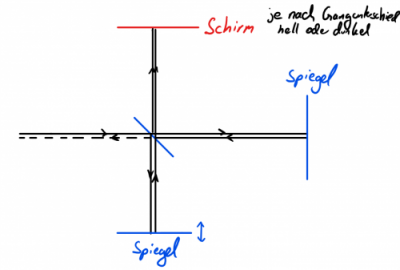 je nach Gangunterschied
hell oder dunkel
Schirm
Spiegel
Spiegel